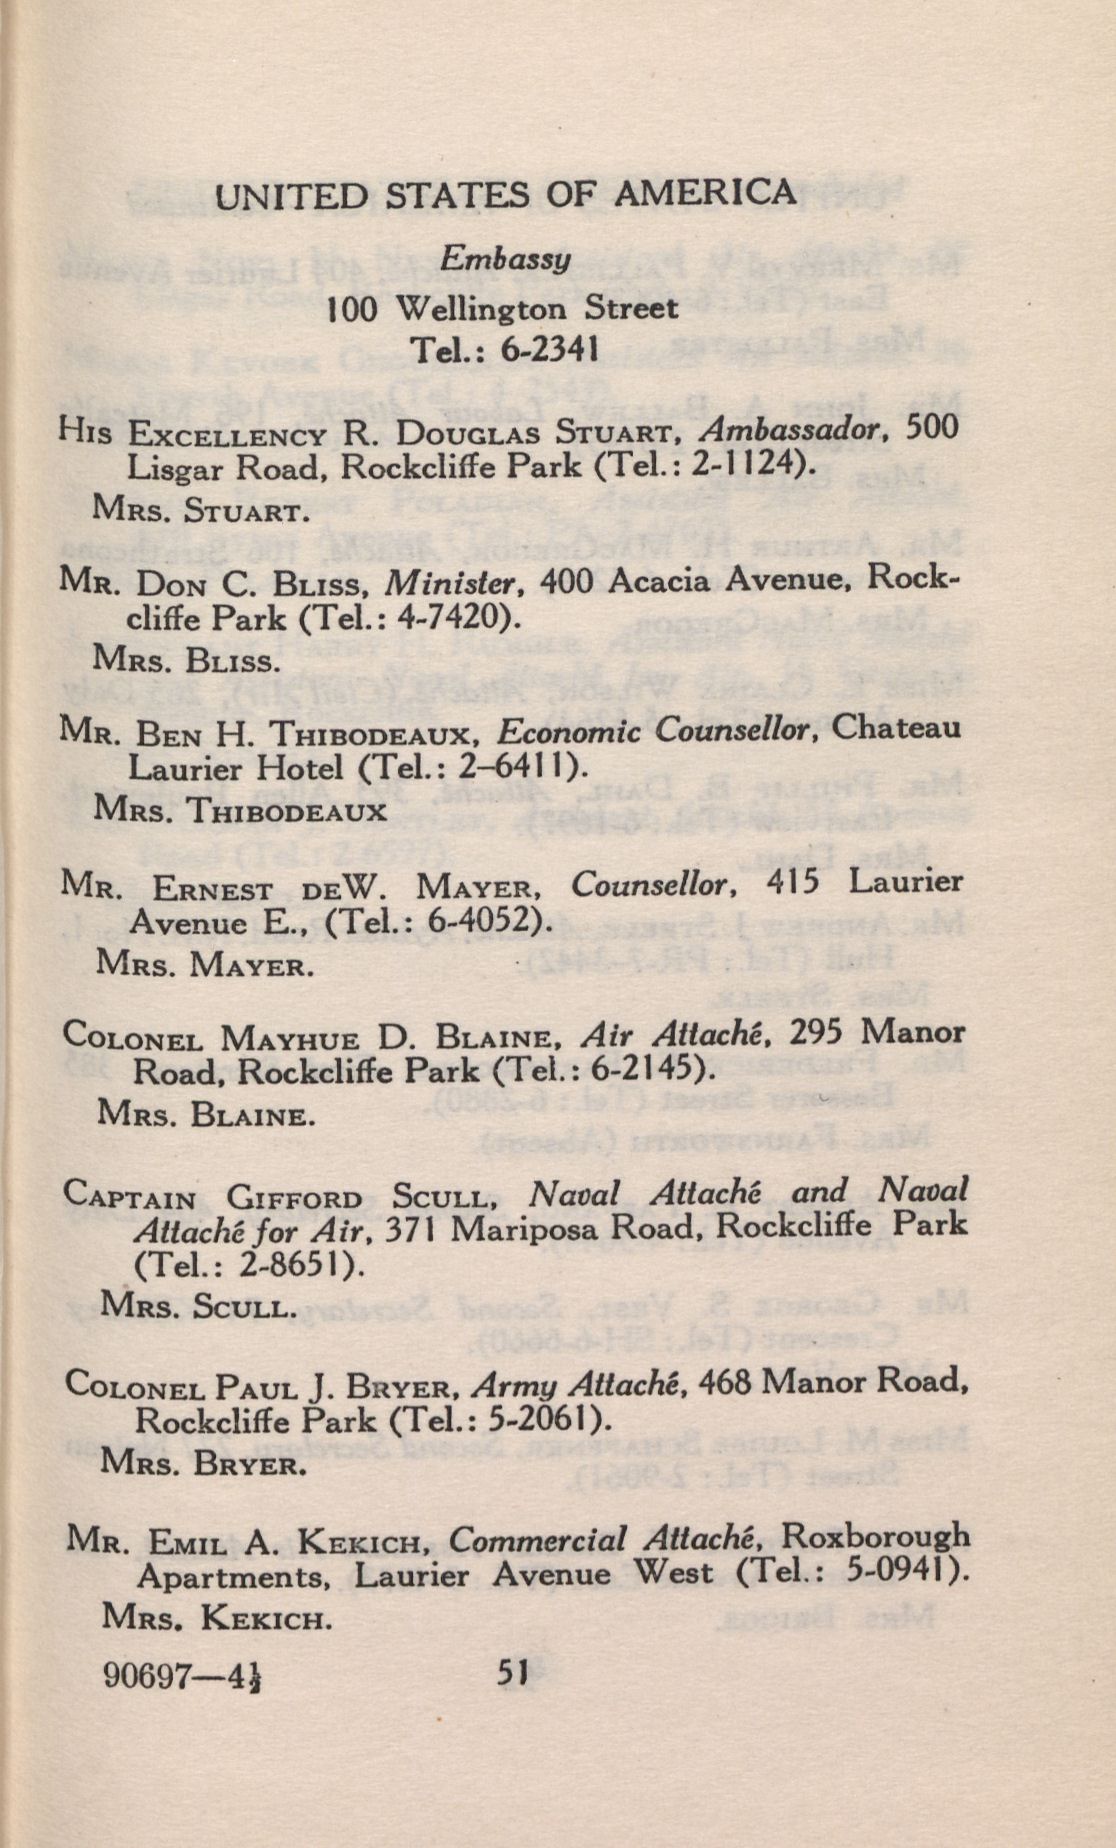 UNITED STATES OF AMERICA
Embassy
100 Wellington Street
Tel.: 6-2341
HIS EXCELLENCY R. DOUGLAS STUART, Ambassador, 500
Lisgar Road, Rockcliffe Park (Tel.: 2-1124).
MRS. STUART.
MR. DON C. BLISS, Minister, 400 Acacia Avenue, Rock-
cliffe Park (Tel.: 4-7420).
MRS. BLISS.
MR. BEN H. THIBODEAUX, Economic Counsellor, Chateau
Laurier Hotel (Tel.: 2-6411).
MRS. THIBODEAUX
MR. ERNEST DEW. MAYER, Counsellor, 415 Laurier
Avenue E., (Tel.: 6-4052).
MRS. MAYER.
COLONEL MAYHUE D. BLAINE, Air Attaché, 295 Manor
Road, Rockcliffe Park (Tel.: 6-2145).
MRS. BLAINE.
CAPTAIN GIFFORD SCULL, Naval Attaché and Naval
Attaché for Air, 371 Mariposa Road, Rockcliffe Park
(Tel.: 2-8651).
MRS. SCULL.
COLONEL PAUL J. BRYER, Army Attaché, 468 Manor Road,
Rockcliffe Park (Tel.: 5-2061).
MRS. BRYER.
MR. EMIL A. KEKICH, Commercial Attaché, Roxborough
Apartments, Laurier Avenue West (Tel.: 5-0941).
MRS. KEKICH.
90697—4½ 51